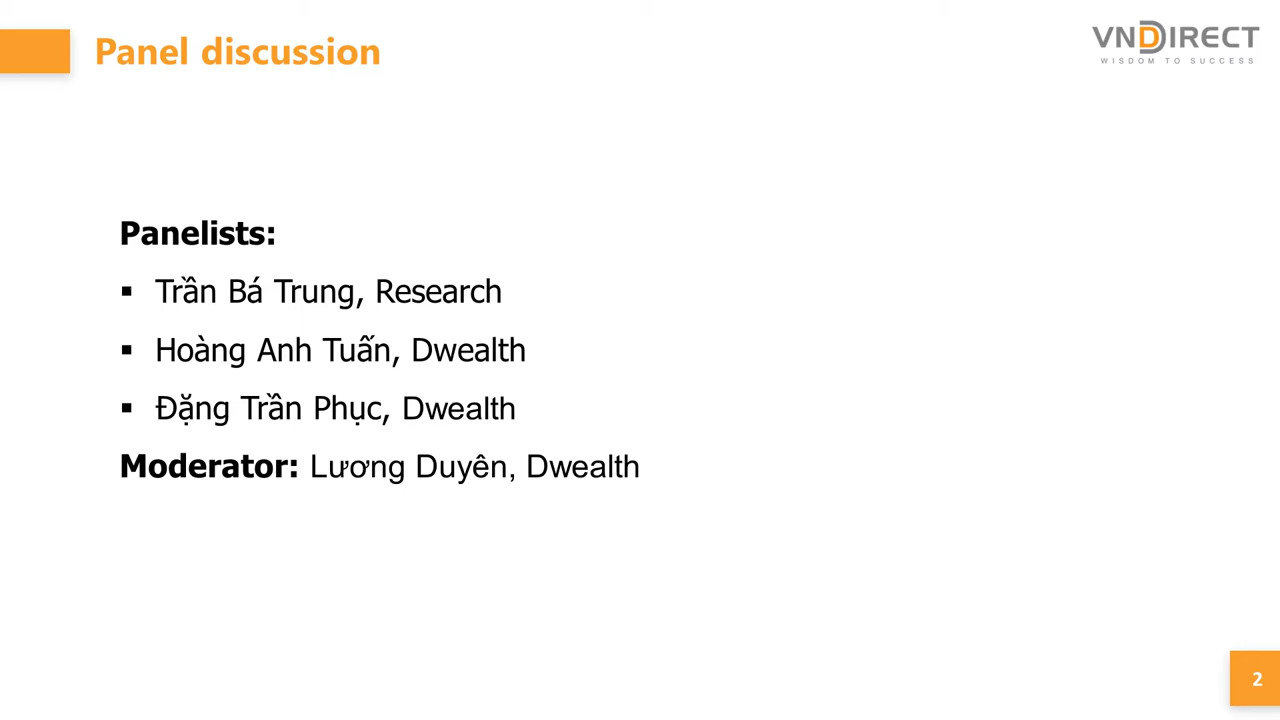 Panel discussion
VNDIRECT
WISDOM TO SUCCESS
Panelists:
▪ Trần Bá Trung, Research
▪ Hoàng Anh Tuấn, Dwealth
▪ Đặng Trần Phục, Dwealth
Moderator: Lương Duyên, Dwealth
2